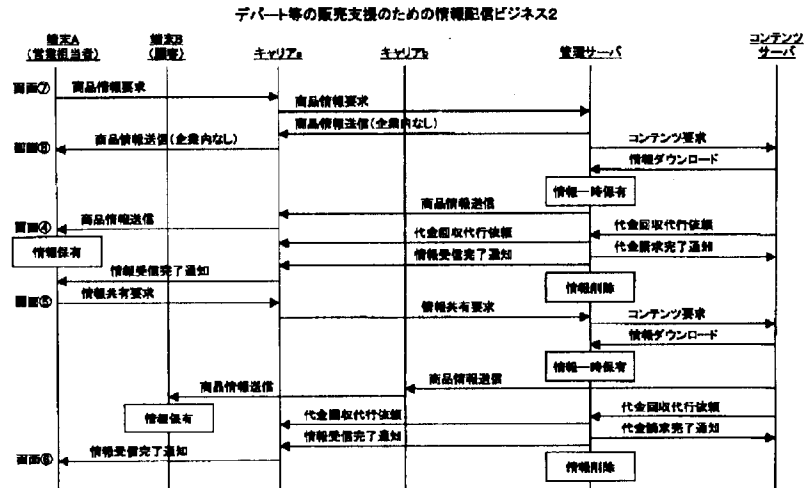 デパート等の販売支援のための情報配信ビジネス2
端末A
(営業担当者)
端末B
(顧客)
キャリアa
キャリアb
管理サーバ
コンテンツ
サーバ
画面⑦
商品情報要求
商品情報要求
商品情報送信(企業内なし)
商品情報送信(企業内なし)
コンテンツ要求
画面⑧
情報ダウンロード
情報一時保有
商品情報送信
画面④
商品情報送信
代金回収代行依頼
代金回収代行依頼
情報保有
情報受信完了通知
代金請求完了通知
情報受信完了通知
情報削除
画面⑤
情報共有要求
情報共有要求
コンテンツ要求
情報ダウンロード
情報一時保有
商品情報送信
商品情報送信
情報保有
代金回収代行依頼
代金回収代行依頼
情報受信完了通知
代金請求完了通知
画面⑥
情報受信完了通知
情報削除